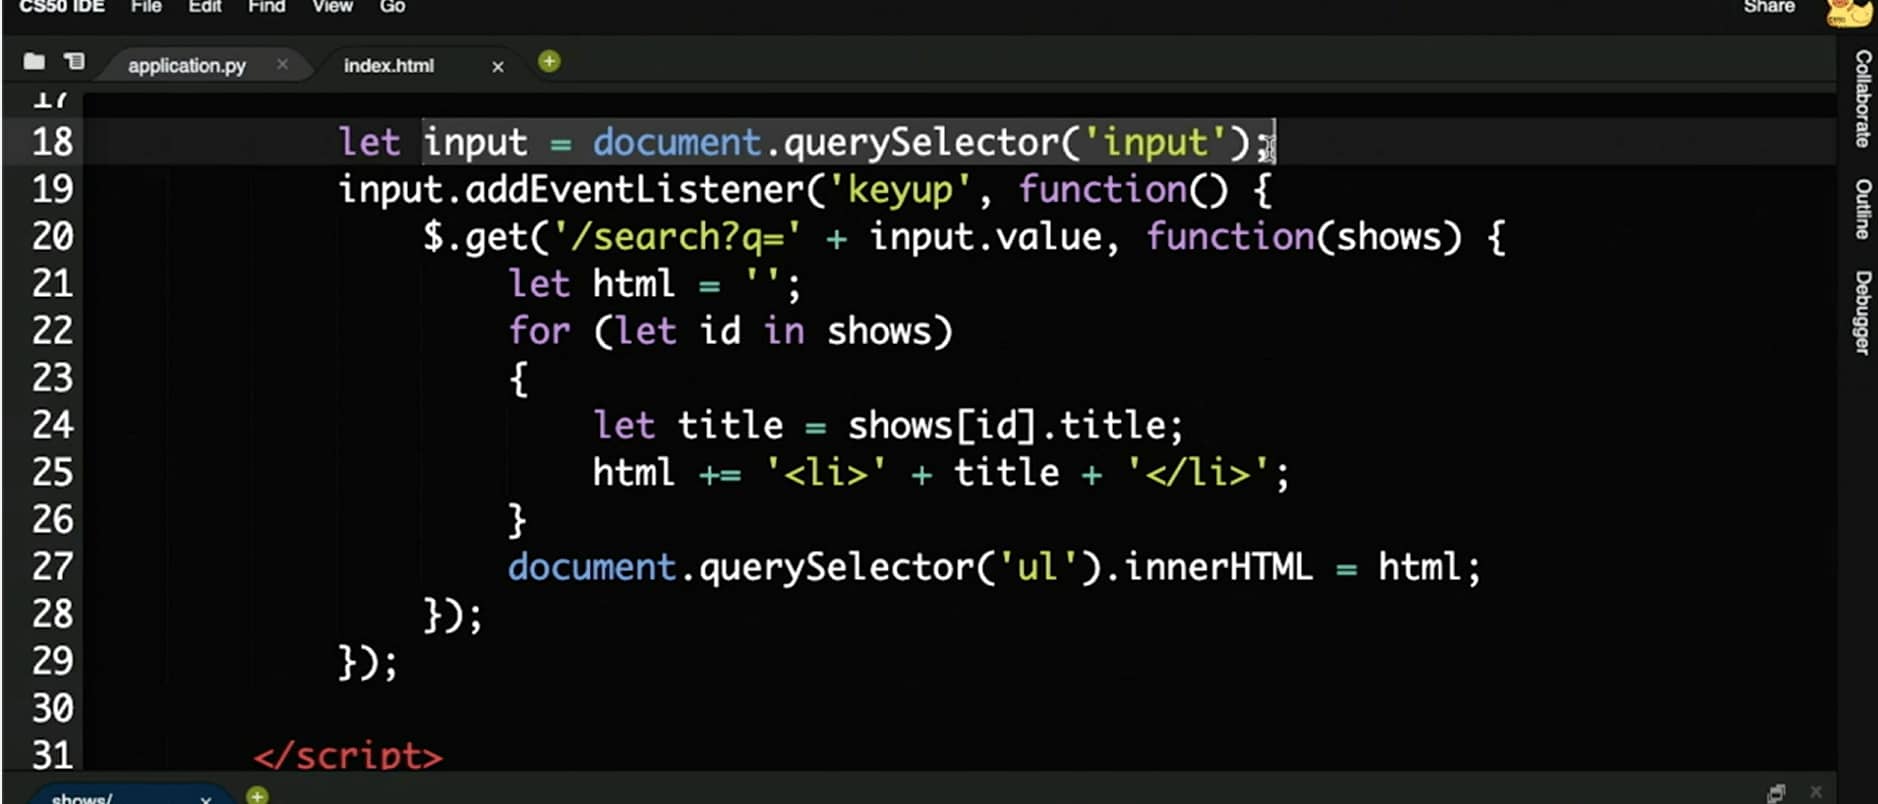 CS50 IDE File Edit Find View Go Share
application.py × index.html ×
Collaborate
Outline
Debugger
17
18 let input = document.querySelector('input');
19 input.addEventListener('keyup', function() {
20 $.get('/search?q=' + input.value, function(shows) {
21 let html = '';
22 for (let id in shows)
23 {
24 let title = shows[id].title;
25 html += '<li>' + title + '</li>';
26 }
27 document.querySelector('ul').innerHTML = html;
28 });
29 });
30
31 </script>
shows/ ×